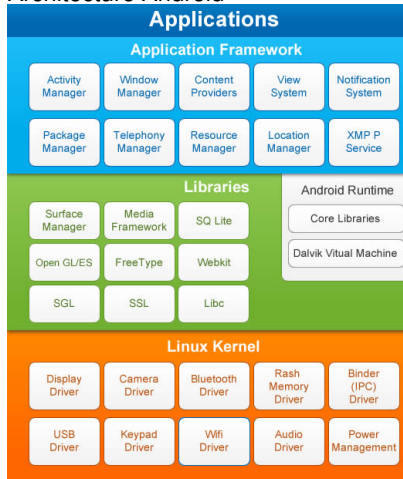 Architecture Android
Applications
Application Framework
Activity
Manager
Window
Manager
Content
Providers
View
System
Notification
System
Package
Manager
Telephony
Manager
Resource
Manager
Location
Manager
XMP P
Service
Libraries
Surface
Manager
Media
Framework
SQ Lite
Open GL/ES
FreeType
Webkit
SGL
SSL
Libc
Android Runtime
Core Libraries
Dalvik Vitual Machine
Linux Kernel
Display
Driver
Camera
Driver
Bluetooth
Driver
Rash
Memory
Driver
Binder
(IPC)
Driver
USB
Driver
Keypad
Driver
Wifi
Driver
Audio
Driver
Power
Management